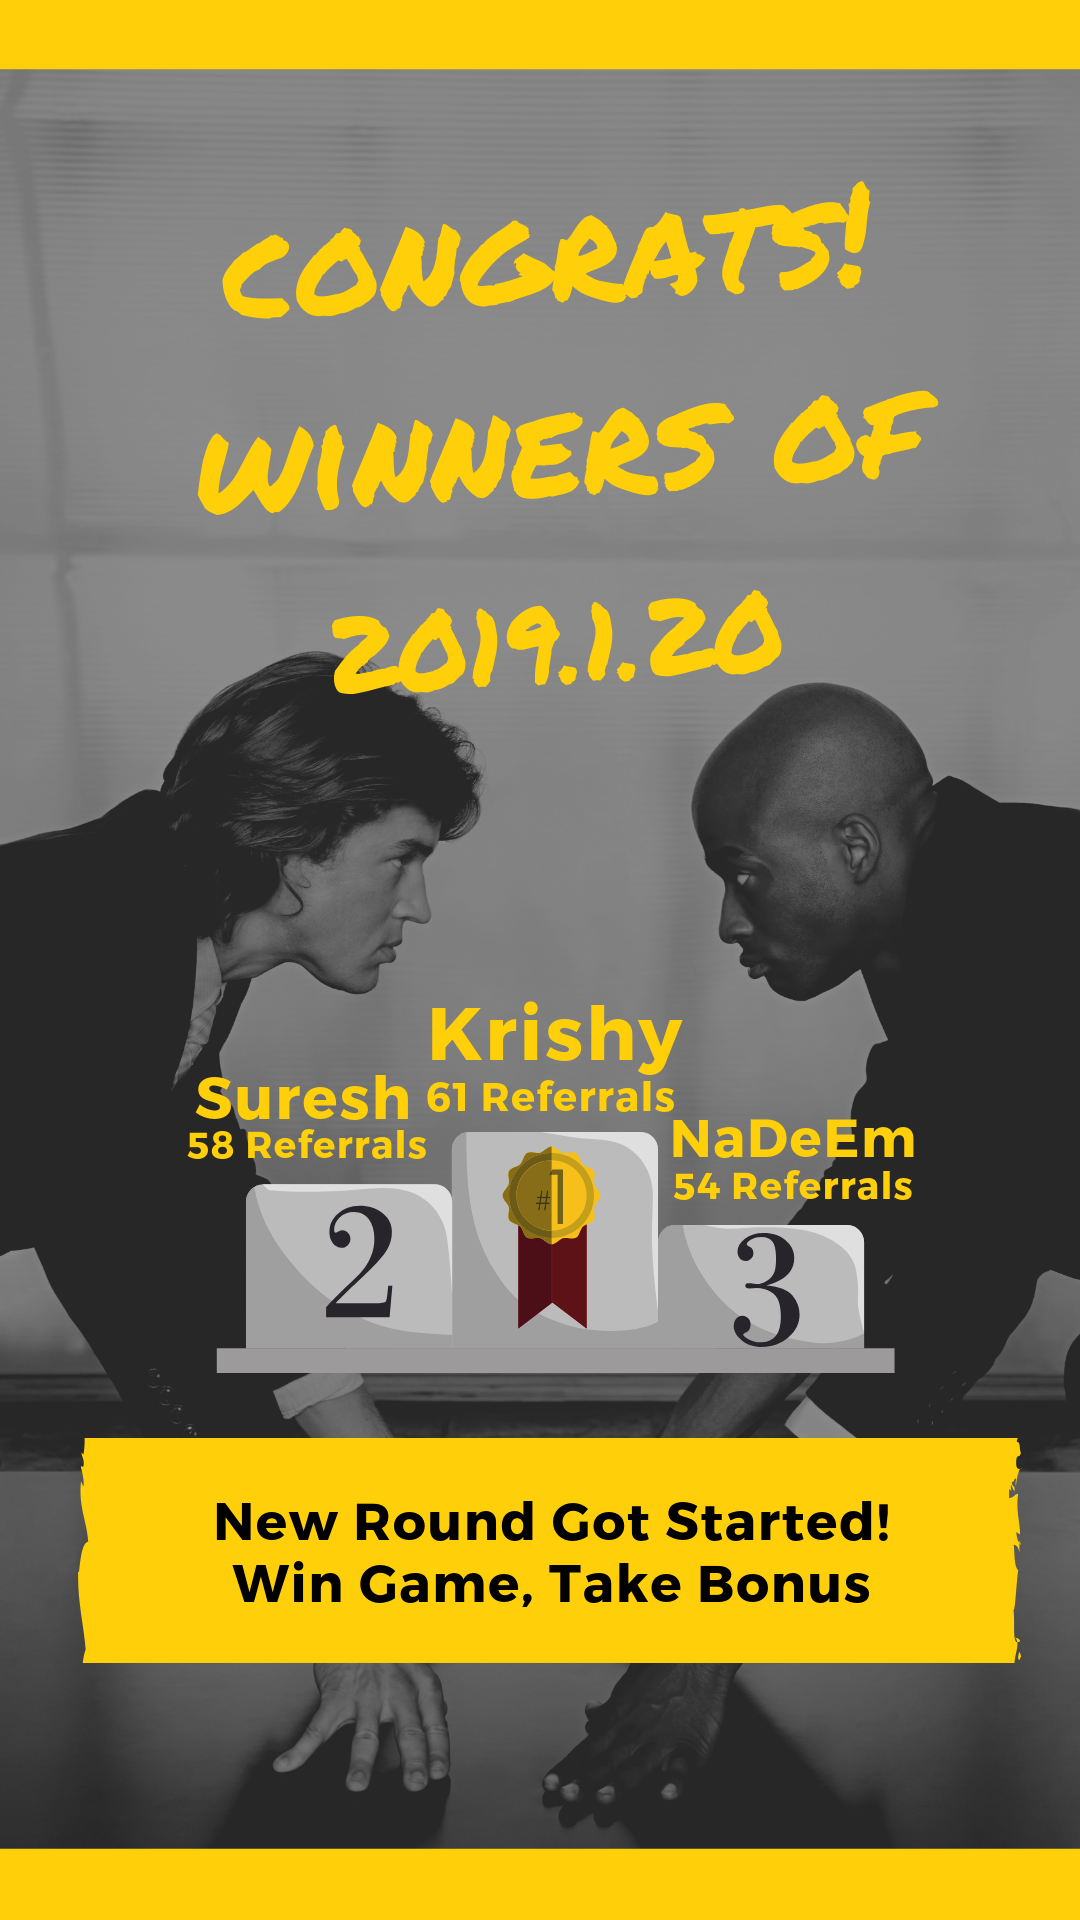 CONGRATS!
WINNERS OF
2019.1.20
Krishy
61 Referrals
Suresh
58 Referrals
NaDeEm
54 Referrals
#1
2
3
New Round Got Started!
Win Game, Take Bonus